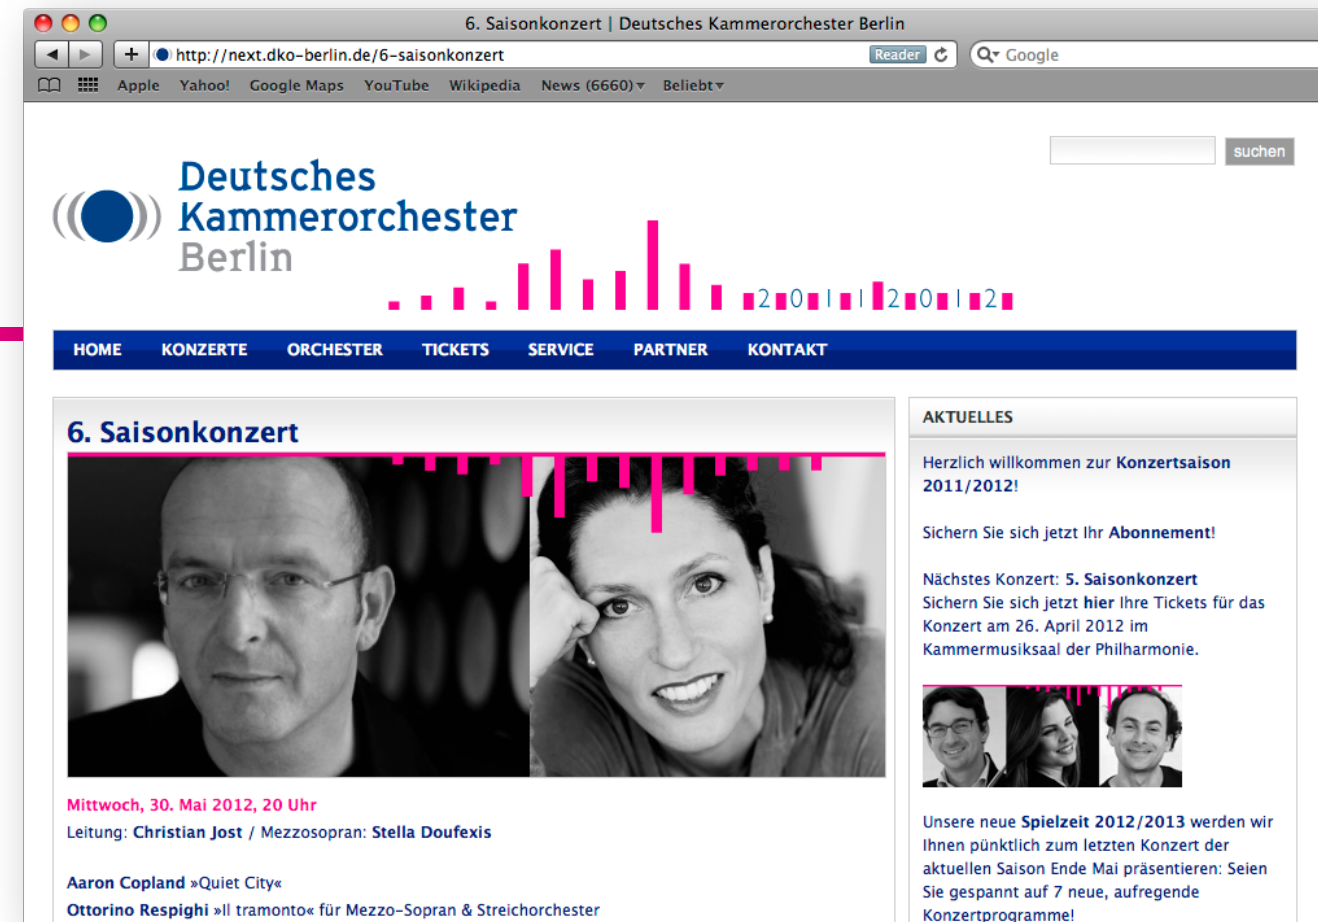 6. Saisonkonzert | Deutsches Kammerorchester Berlin
+ http://next.dko-berlin.de/6-saisonkonzert Reader Google
Apple Yahoo! Google Maps YouTube Wikipedia News (6660) Beliebt
suchen
Deutsches
Kammerorchester
Berlin
2011 2012
HOME KONZERTE ORCHESTER TICKETS SERVICE PARTNER KONTAKT
6. Saisonkonzert
Mittwoch, 30. Mai 2012, 20 Uhr
Leitung: Christian Jost / Mezzosopran: Stella Doufexis
Aaron Copland »Quiet City«
Ottorino Respighi »Il tramonto« für Mezzo-Sopran & Streichorchester
AKTUELLES
Herzlich willkommen zur Konzertsaison
2011/2012!
Sichern Sie sich jetzt Ihr Abonnement!
Nächstes Konzert: 5. Saisonkonzert
Sichern Sie sich jetzt hier Ihre Tickets für das
Konzert am 26. April 2012 im
Kammermusiksaal der Philharmonie.
Unsere neue Spielzeit 2012/2013 werden wir
Ihnen pünktlich zum letzten Konzert der
aktuellen Saison Ende Mai präsentieren: Seien
Sie gespannt auf 7 neue, aufregende
Konzertprogramme!